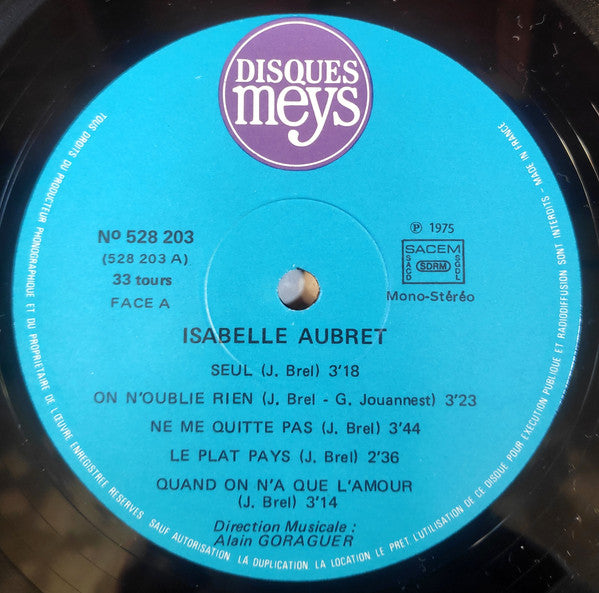 DISQUES
meys
Nº 528 203
(528 203 A)
33 tours
FACE A
℗ 1975
SACEM
SACD
SDRM
SGDL
Mono-Stéréo
ISABELLE AUBRET
SEUL (J. Brel) 3'18
ON N'OUBLIE RIEN (J. Brel - G. Jouannest) 3'23
NE ME QUITTE PAS (J. Brel) 3'44
LE PLAT PAYS (J. Brel) 2'36
QUAND ON N'A QUE L'AMOUR
(J. Brel) 3'14
Direction Musicale :
Alain GORAGUER
TOUS DROITS DU PRODUCTEUR PHONOGRAPHIQUE ET DU PROPRIETAIRE DE L'ŒUVRE ENREGISTREE RESERVES SAUF AUTORISATION LA DUPLICATION LA LOCATION LE PRET L'UTILISATION DE CE DISQUE POUR EXECUTION PUBLIQUE ET RADIODIFFUSION SONT INTERDITS - MADE IN FRANCE